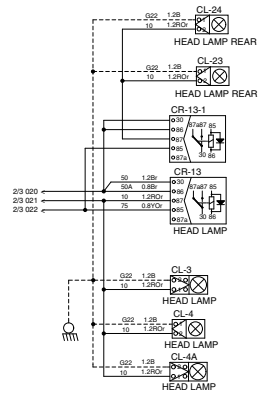 CL-24
G22 1.2B
10 1.2ROr
HEAD LAMP REAR
CL-23
G22 1.2B
10 1.2ROr
HEAD LAMP REAR
CR-13-1
30
86
87
85
87a
87a87 85
30 86
CR-13
50 1.2Br
50A 0.8Br
10 1.2ROr
75 0.8YOr
30
86
87
85
87a
87a87 85
30 86
HEAD LAMP
2/3 020
2/3 021
2/3 022
CL-3
G22 1.2B
10 1.2ROr
HEAD LAMP
CL-4
G22 1.2B
10 1.2ROr
HEAD LAMP
CL-4A
G22 1.2B
10 1.2ROr
HEAD LAMP